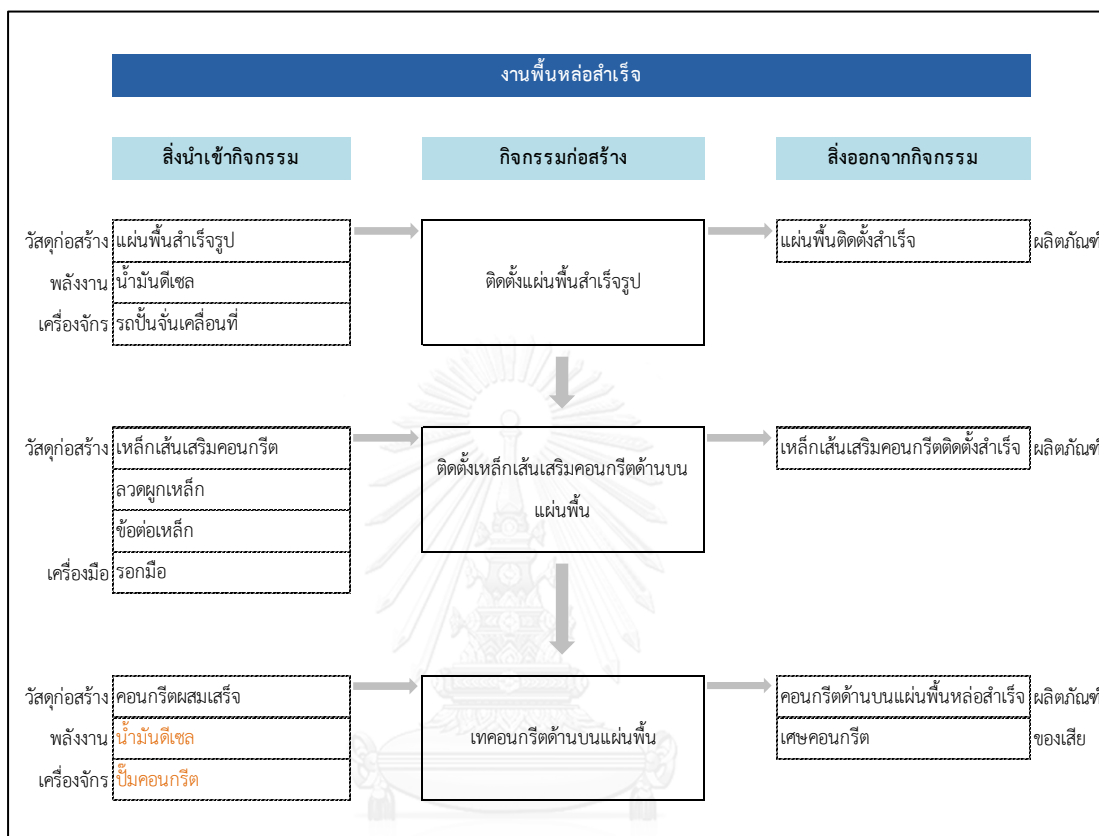 งานพื้นหล่อสำเร็จ
สิ่งนำเข้ากิจกรรม กิจกรรมก่อสร้าง สิ่งออกจากกิจกรรม
วัสดุก่อสร้าง แผ่นพื้นสำเร็จรูป แผ่นพื้นติดตั้งสำเร็จ ผลิตภัณฑ์
พลังงาน น้ำมันดีเซล ติดตั้งแผ่นพื้นสำเร็จรูป
เครื่องจักร รถปั้นจั่นเคลื่อนที่
วัสดุก่อสร้าง เหล็กเส้นเสริมคอนกรีต เหล็กเส้นเสริมคอนกรีตติดตั้งสำเร็จ ผลิตภัณฑ์
ติดตั้งเหล็กเส้นเสริมคอนกรีตด้านบน
ลวดผูกเหล็ก
แผ่นพื้น
ข้อต่อเหล็ก
เครื่องมือ รอกมือ
วัสดุก่อสร้าง คอนกรีตผสมเสร็จ คอนกรีตด้านบนแผ่นพื้นหล่อสำเร็จ ผลิตภัณฑ์
พลังงาน น้ำมันดีเซล เทคอนกรีตด้านบนแผ่นพื้น เศษคอนกรีต ของเสีย
เครื่องจักร ปั๊มคอนกรีต